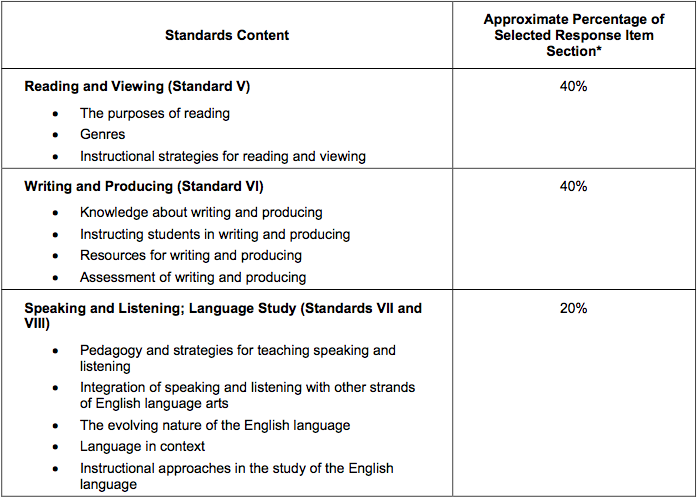 Standards Content
Approximate Percentage of
Selected Response Item
Section*
Reading and Viewing (Standard V)
40%
• The purposes of reading
• Genres
• Instructional strategies for reading and viewing
Writing and Producing (Standard VI)
40%
• Knowledge about writing and producing
• Instructing students in writing and producing
• Resources for writing and producing
• Assessment of writing and producing
Speaking and Listening; Language Study (Standards VII and
VIII)
20%
• Pedagogy and strategies for teaching speaking and
listening
• Integration of speaking and listening with other strands
of English language arts
• The evolving nature of the English language
• Language in context
• Instructional approaches in the study of the English
language